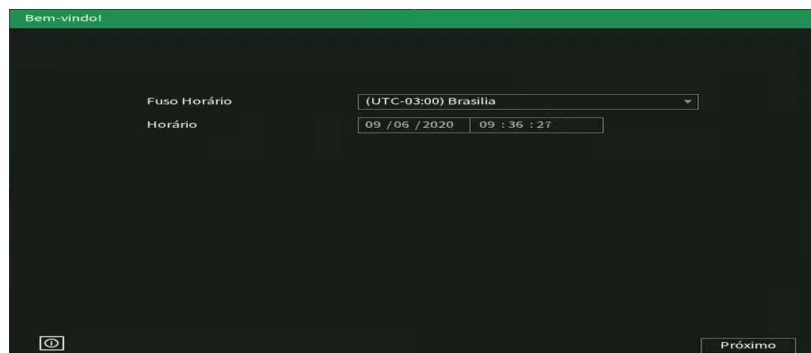 Bem-vindo!
Fuso Horário (UTC-03:00) Brasilia
Horário 09 /06 /2020 09 : 36 : 27
Próximo